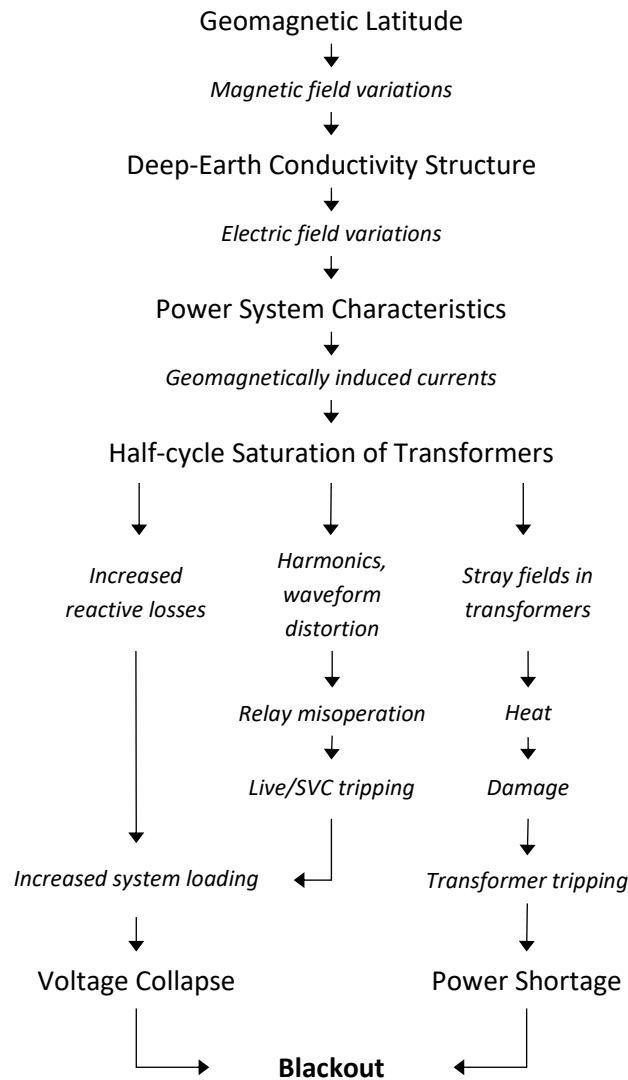 Geomagnetic Latitude
Magnetic field variations
Deep-Earth Conductivity Structure
Electric field variations
Power System Characteristics
Geomagnetically induced currents
Half-cycle Saturation of Transformers
Increased
reactive losses
Harmonics,
waveform
distortion
Stray fields in
transformers
Relay misoperation
Heat
Live/SVC tripping
Damage
Increased system loading
Transformer tripping
Voltage Collapse
Power Shortage
Blackout